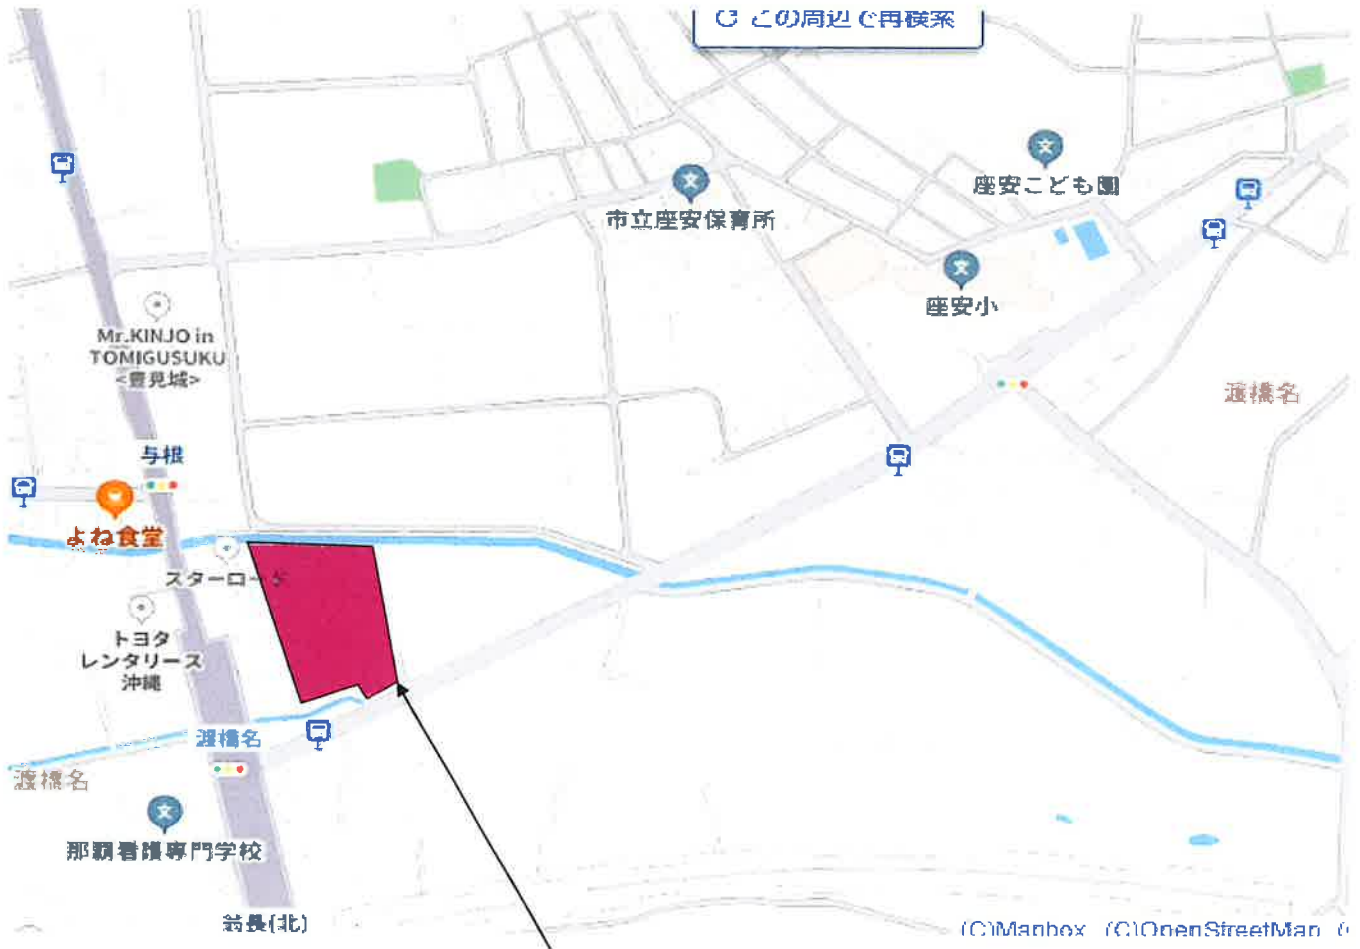 この周辺で再検索
座安こども園
市立座安保育所
座安小
Mr.KINJO in
TOMIGUSUKU
<豊見城>
渡橋名
与根
よね食堂
スターロード
トヨタ
レンタリース
沖縄
渡橋名
渡橋名
那覇看護専門学校
翁長(北)
(C)Mapbox (C)OpenStreetMap (